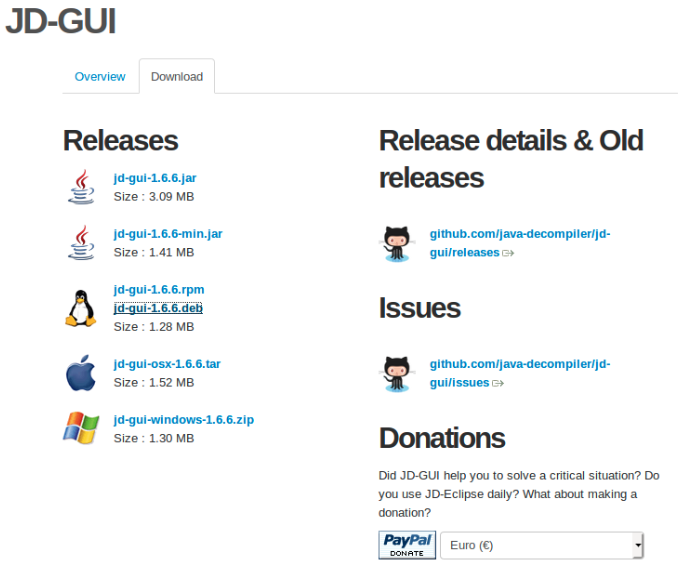 JD-GUI
Overview
Download
Releases
jd-gui-1.6.6.jar
Size : 3.09 MB
jd-gui-1.6.6-min.jar
Size : 1.41 MB
jd-gui-1.6.6.rpm
jd-gui-1.6.6.deb
Size : 1.28 MB
jd-gui-osx-1.6.6.tar
Size : 1.52 MB
jd-gui-windows-1.6.6.zip
Size : 1.30 MB
Release details & Old
releases
github.com/java-decompiler/jd-
gui/releases
Issues
github.com/java-decompiler/jd-
gui/issues
Donations
Did JD-GUI help you to solve a critical situation? Do
you use JD-Eclipse daily? What about making a
donation?
PayPal
DONATE
Euro (€)